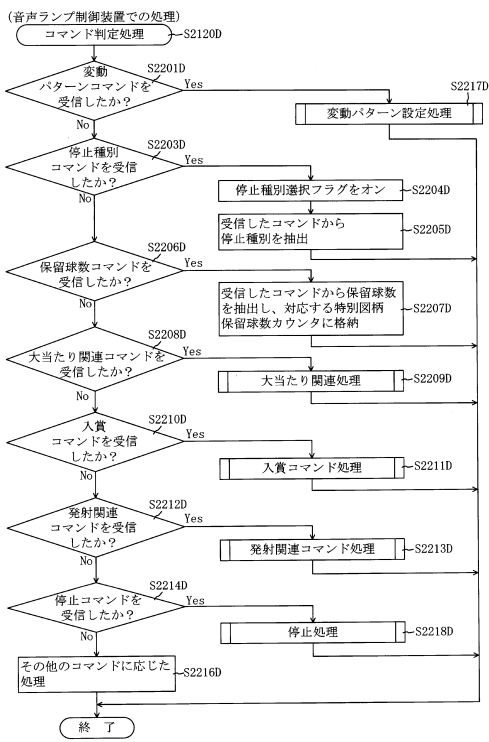 (音声ランプ制御装置での処理)
コマンド判定処理
S2120D
変動
パターンコマンドを
受信したか?
S2201D
Yes
No
変動パターン設定処理
S2217D
停止種別
コマンドを受信
したか?
S2203D
Yes
No
停止種別選択フラグをオン
S2204D
受信したコマンドから
停止種別を抽出
S2205D
保留球数コマンドを
受信したか?
S2206D
Yes
No
受信したコマンドから保留球数
を抽出し、対応する特別図柄
保留球数カウンタに格納
S2207D
大当たり関連コマンドを
受信したか?
S2208D
Yes
No
大当たり関連処理
S2209D
入賞
コマンドを受信
したか?
S2210D
Yes
No
入賞コマンド処理
S2211D
発射関連
コマンドを受信
したか?
S2212D
Yes
No
発射関連コマンド処理
S2213D
停止コマンドを
受信したか?
S2214D
Yes
No
停止処理
S2218D
その他のコマンドに応じた
処理
S2216D
終 了